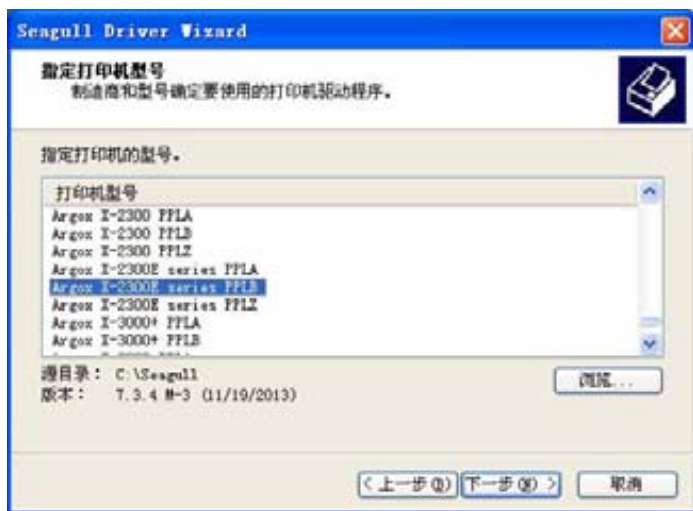 Seagull Driver Wizard
指定打印机型号
制造商和型号确定要使用的打印机驱动程序。
指定打印机的型号。
打印机型号
Argox X-2300 PPLA
Argox X-2300 PPLB
Argox X-2300 PPLZ
Argox X-2300E series PPLA
Argox X-2300E series PPLB
Argox X-2300E series PPLZ
Argox X-3000+ PPLA
Argox X-3000+ PPLB
源目录： C:\Seagull
浏览...
版本： 7.3.4 M-3 (11/19/2013)
< 上一步(B)
下一步(N) >
取消